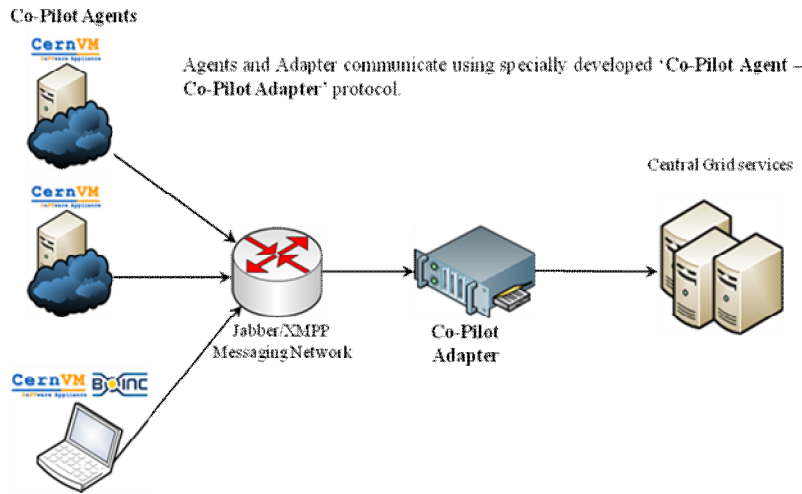 Co-Pilot Agents
CernVM
Software Appliance
Agents and Adapter communicate using specially developed ‘Co-Pilot Agent –
Co-Pilot Adapter’ protocol.
Central Grid services
CernVM
Software Appliance
Jabber/XMPP
Messaging Network
Co-Pilot
Adapter
CernVM BOINC
Software Appliance